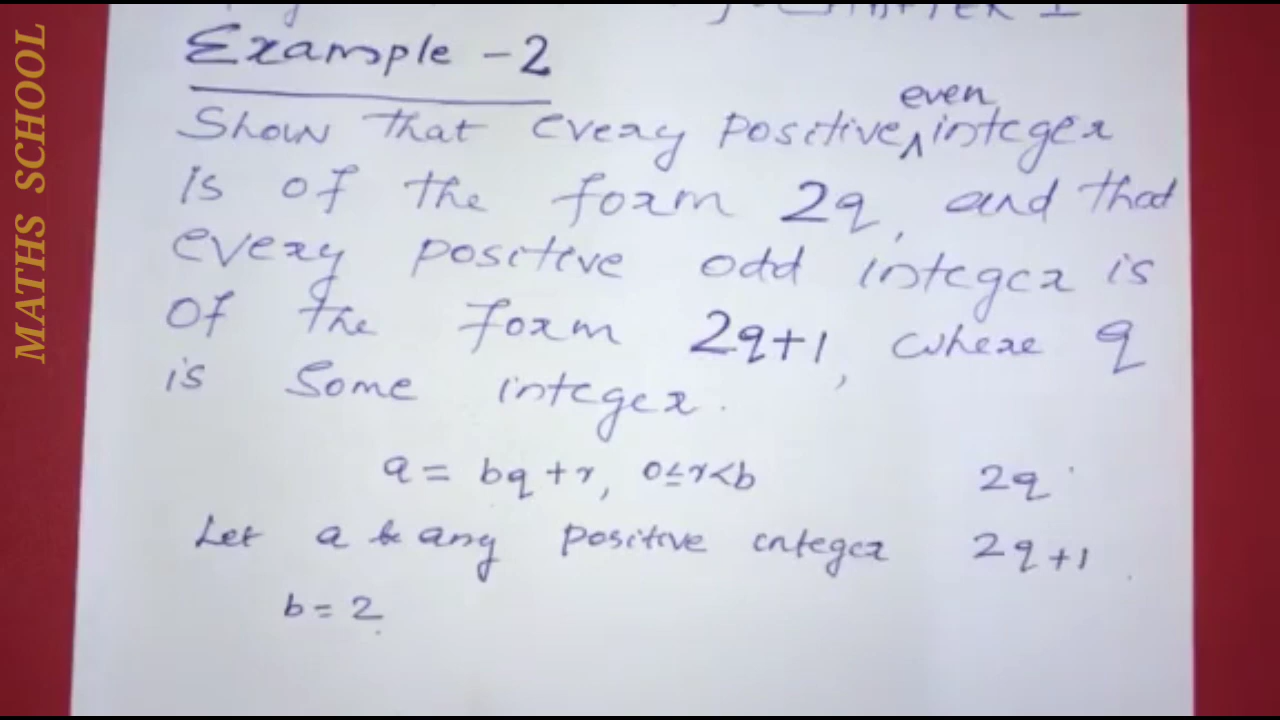 MATHS SCHOOL
Example - 2
Show that every positive even integer
is of the form 2q, and that
every positive odd integer is
of the form 2q+1, where q
is some integer.
a = bq + r, 0≤r<b 2q
Let a be any positive integer 2q+1
b = 2